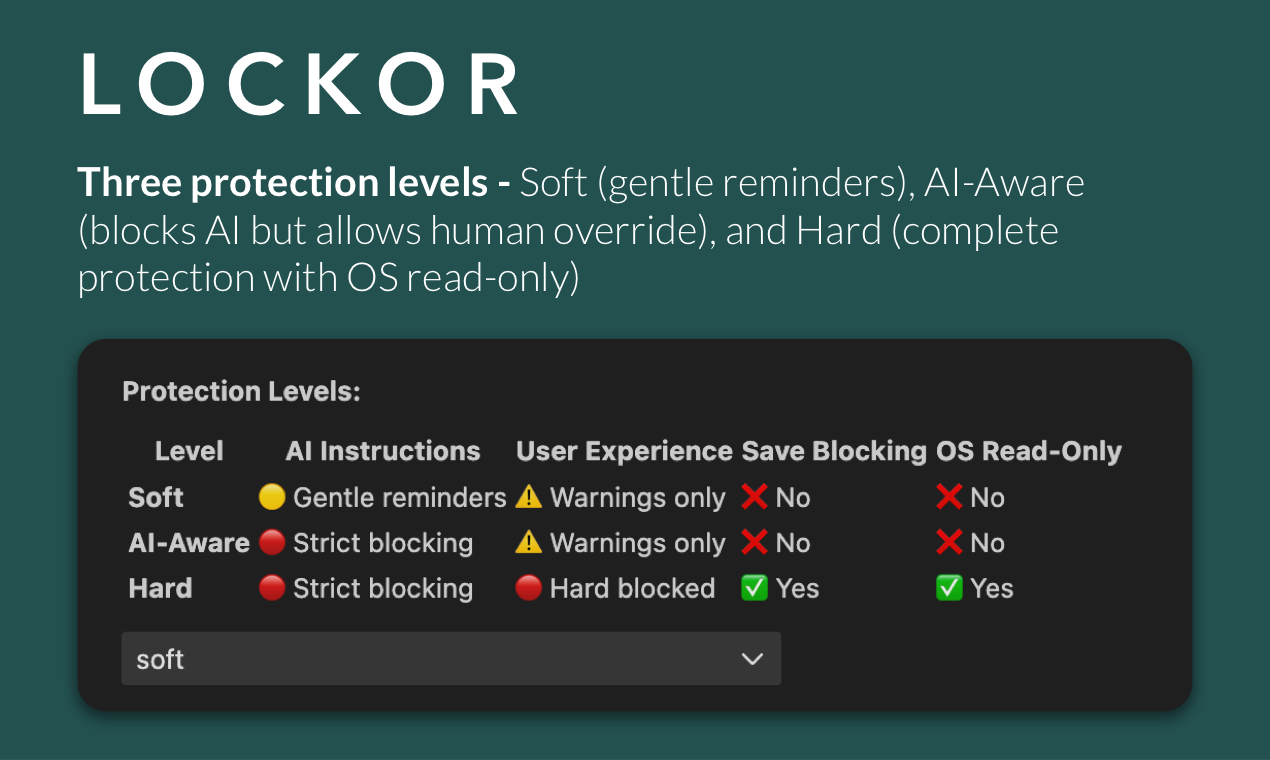 LOCKOR
Three protection levels - Soft (gentle reminders), AI-Aware
(blocks AI but allows human override), and Hard (complete
protection with OS read-only)
Protection Levels:
Level AI Instructions User Experience Save Blocking OS Read-Only
Soft 🟡 Gentle reminders ⚠️ Warnings only ❌ No ❌ No
AI-Aware 🔴 Strict blocking ⚠️ Warnings only ❌ No ❌ No
Hard 🔴 Strict blocking 🔴 Hard blocked ✅ Yes ✅ Yes
soft